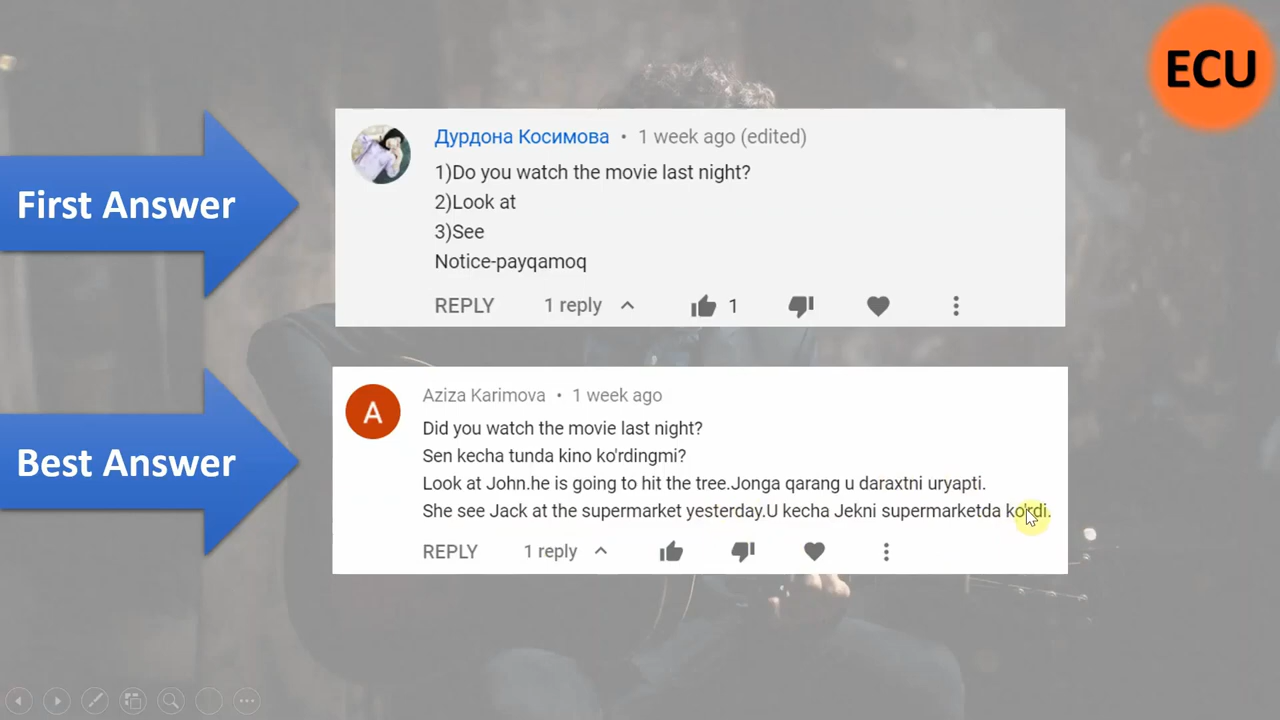 ECU
First Answer
Дурдона Косимова • 1 week ago (edited)
1)Do you watch the movie last night?
2)Look at
3)See
Notice-payqamoq
REPLY 1 reply 1
Best Answer
A
Aziza Karimova • 1 week ago
Did you watch the movie last night?
Sen kecha tunda kino ko'rdingmi?
Look at John.he is going to hit the tree.Jonga qarang u daraxtni uryapti.
She see Jack at the supermarket yesterday.U kecha Jekni supermarketda ko'rdi.
REPLY 1 reply